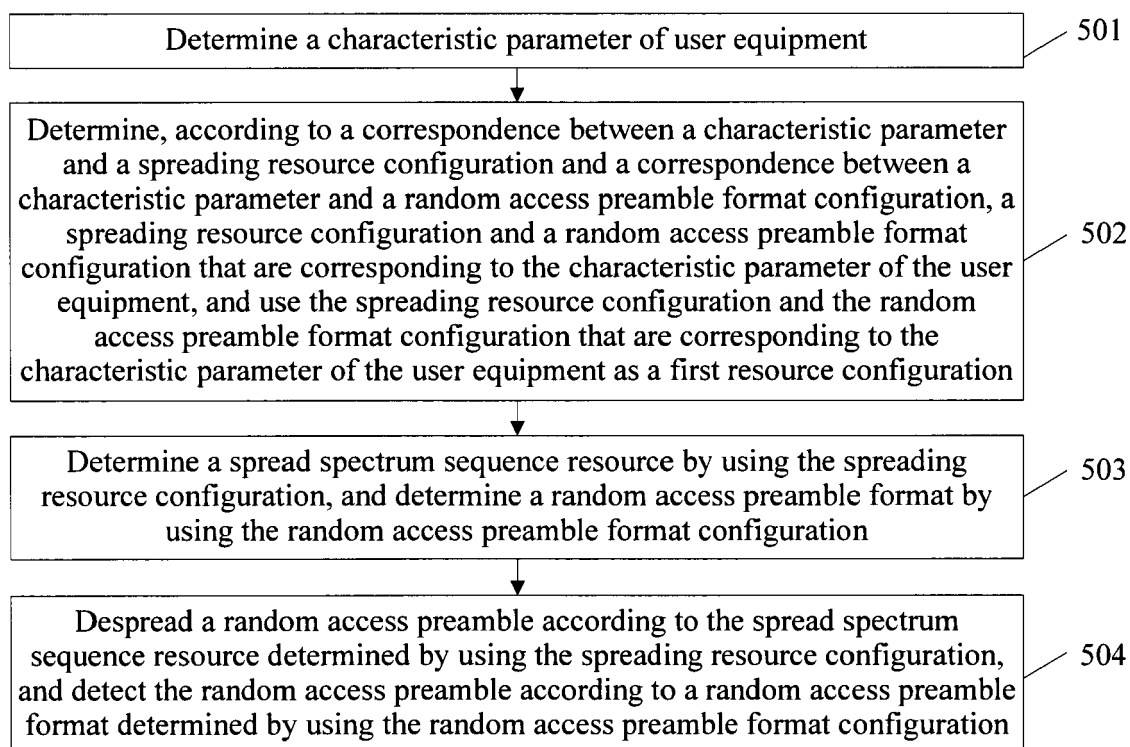 Determine a characteristic parameter of user equipment
501
Determine, according to a correspondence between a characteristic parameter
and a spreading resource configuration and a correspondence between a
characteristic parameter and a random access preamble format configuration, a
spreading resource configuration and a random access preamble format
configuration that are corresponding to the characteristic parameter of the user
equipment, and use the spreading resource configuration and the random
access preamble format configuration that are corresponding to the
characteristic parameter of the user equipment as a first resource configuration
502
Determine a spread spectrum sequence resource by using the spreading
resource configuration, and determine a random access preamble format by
using the random access preamble format configuration
503
Despread a random access preamble according to the spread spectrum
sequence resource determined by using the spreading resource configuration,
and detect the random access preamble according to a random access preamble
format determined by using the random access preamble format configuration
504